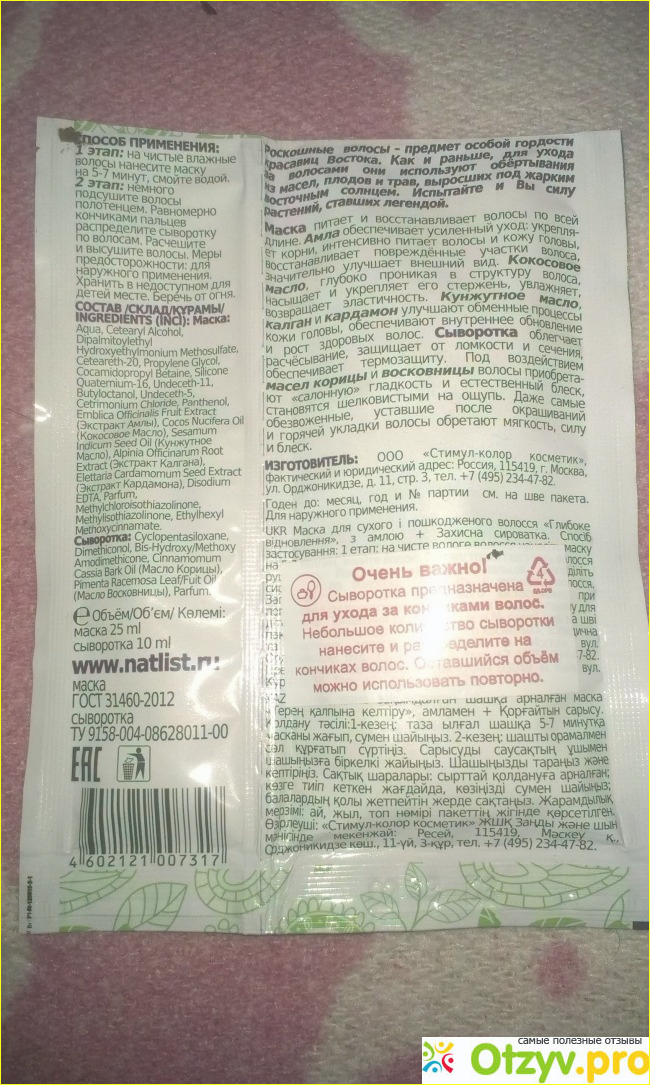 СПОСОБ ПРИМЕНЕНИЯ:
1 этап: на чистые влажные
волосы нанесите маску
на 5-7 минут, смойте водой.
2 этап: немного
подсушите волосы
полотенцем. Равномерно
кончиками пальцев
распределите сыворотку
по волосам. Расчешите
и высушите волосы. Меры
предосторожности: для
наружного применения.
Хранить в недоступном для
детей месте. Беречь от огня.
СОСТАВ /СКЛАД/ҚҰРАМЫ/
INGREDIENTS (INCI): Маска:
Aqua, Cetearyl Alcohol,
Dipalmitoylethyl
Hydroxyethylmonium Methosulfate,
Ceteareth-20, Propylene Glycol,
Cocamidopropyl Betaine, Silicone
Quaternium-16, Undeceth-11,
Butyloctanol, Undeceth-5,
Cetrimonium Chloride, Panthenol,
Emblica Officinalis Fruit Extract
(Экстракт Амлы), Cocos Nucifera Oil
(Кокосовое Масло), Sesamum
Indicum Seed Oil (Кунжутное
Масло), Alpinia Officinarum Root
Extract (Экстракт Калгана),
Elettaria Cardamomum Seed Extract
(Экстракт Кардамона), Disodium
EDTA, Parfum,
Methylchloroisothiazolinone,
Methylisothiazolinone, Ethylhexyl
Methoxycinnamate.
Сыворотка: Cyclopentasiloxane,
Dimethiconol, Bis-Hydroxy/Methoxy
Amodimethicone, Cinnamomum
Cassia Bark Oil (Масло Корицы),
Pimenta Racemosa Leaf/Fuit Oil
(Масло Восковницы), Parfum.
℮ Объём/Об'єм/ Көлемі:
маска 25 ml
сыворотка 10 ml
www.natlist.ru
маска
ГОСТ 31460-2012
сыворотка
ТУ 9158-004-08628011-00
EAC
4 602121 007317
Роскошные волосы – предмет особой гордости
красавиц Востока. Как и раньше, для ухода
за волосами они используют обёртывания
из масел, плодов и трав, выросших под жарким
восточным солнцем. Испытайте и Вы силу
растений, ставших легендой.
Маска питает и восстанавливает волосы по всей
длине. Амла обеспечивает усиленный уход: укрепля-
ет корни, интенсивно питает волосы и кожу головы,
восстанавливает повреждённые участки волоса,
значительно улучшает внешний вид. Кокосовое
масло, глубоко проникая в структуру волоса,
насыщает и укрепляет его стержень, увлажняет,
возвращает эластичность. Кунжутное масло,
калган и кардамон улучшают обменные процессы
кожи головы, обеспечивают внутреннее обновление
и рост здоровых волос. Сыворотка облегчает
расчёсывание, защищает от ломкости и сечения,
обеспечивает термозащиту. Под воздействием
масел корицы и восковницы волосы приобрета-
ют «салонную» гладкость и естественный блеск,
становятся шелковистыми на ощупь. Даже самые
обезвоженные, уставшие после окрашиваний
и горячей укладки волосы обретают мягкость, силу
и блеск.
ИЗГОТОВИТЕЛЬ: ООО «Стимул-колор косметик»,
фактический и юридический адрес: Россия, 115419, г. Москва,
ул. Орджоникидзе, д. 11, стр. 3, тел. +7 (495) 234-47-82.
Годен до: месяц, год и № партии см. на шве пакета.
Для наружного применения.
UKR Маска для сухого і пошкодженого волосся «Глибоке
відновлення», з амлою + Захисна сироватка. Спосіб
застосування: 1 етап: на чисте вологе волосся маску
Очень важно!
Сыворотка предназначена
для ухода за кончиками волос.
Небольшое количество сыворотки
нанесите и распределите на
кончиках волос. Оставшийся объём
можно использовать повторно.
4
шашқа арналған маска
«Терең қалпына келтіру», амламен + Қорғайтын сарысу.
Қолдану тәсілі:1-кезең: таза ылғал шашқа 5-7 минутқа
масканы жағып, сумен шайыңыз. 2-кезең: шашты орамалмен
сәл құрғатып сүртіңіз. Сарысуды саусақтың ұшымен
шашыңызға біркелкі жайыңыз. Шашыңызды тараңыз және
кептіріңіз. Сақтық шаралары: сырттай қолдануға арналған;
көзге тиіп кеткен жағдайда, көзіңізді сумен шайыңыз;
балалардың қолы жетпейтін жерде сақтаңыз. Жарамдылық
мерзімі: ай, жыл, топ нөмірі пакеттің жігінде көрсетілген.
Өндірлеуші: «Стимул-колор косметик» ЖШҚ Заңды және шын
мәнісінде мекенжай: Ресей, 115419, Мәскеу қ.,
Орджоникидзе көш., 11-үй, 3-құр, тел. +7 (495) 234-47-82.
самые полезные отзывы
Otzyv.pro